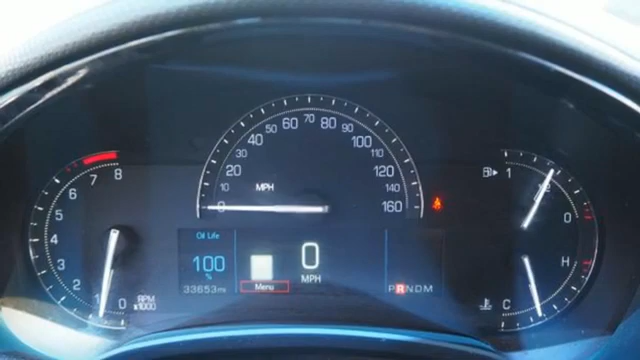 0 10 20 30 40 50 60 70 80 90 100 110 120 130 140 160
MPH
0 1 2 3 4 5 6 7 8
RPM
x1000
Oil Life
100
%
33653mi
Menu
0
MPH
PRNDM
1
0
H
C